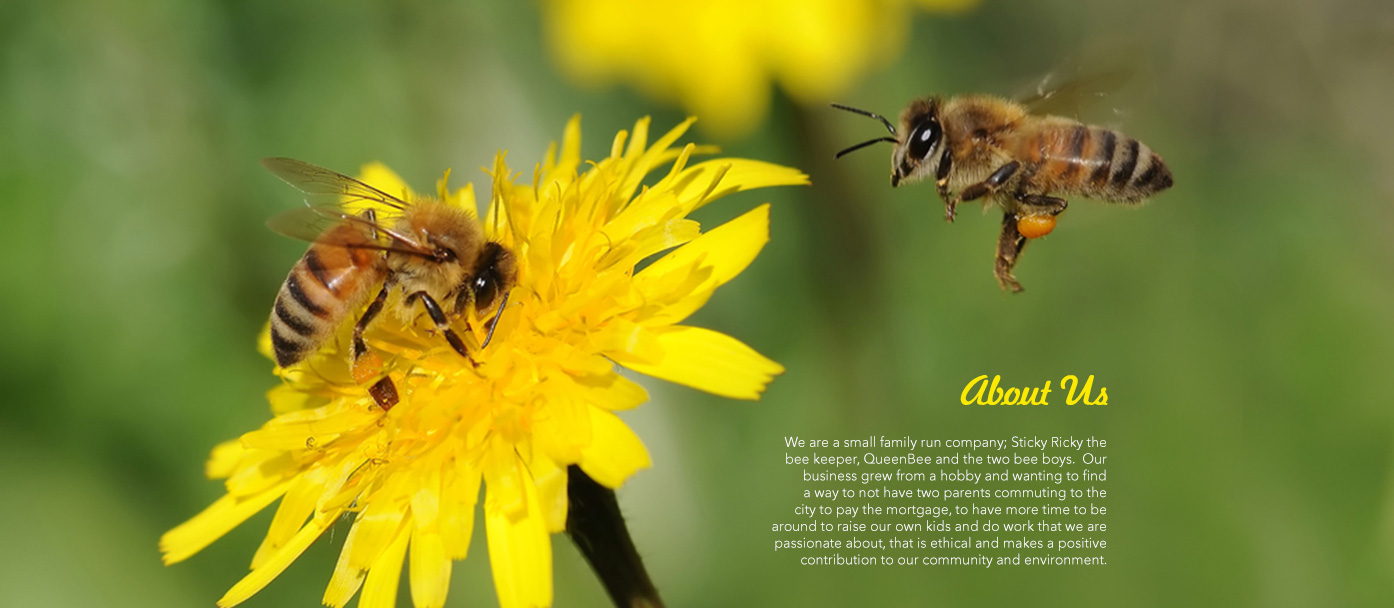 About Us
We are a small family run company; Sticky Ricky the
bee keeper, QueenBee and the two bee boys.  Our
business grew from a hobby and wanting to find
a way to not have two parents commuting to the
city to pay the mortgage, to have more time to be
around to raise our own kids and do work that we are
passionate about, that is ethical and makes a positive
contribution to our community and environment.